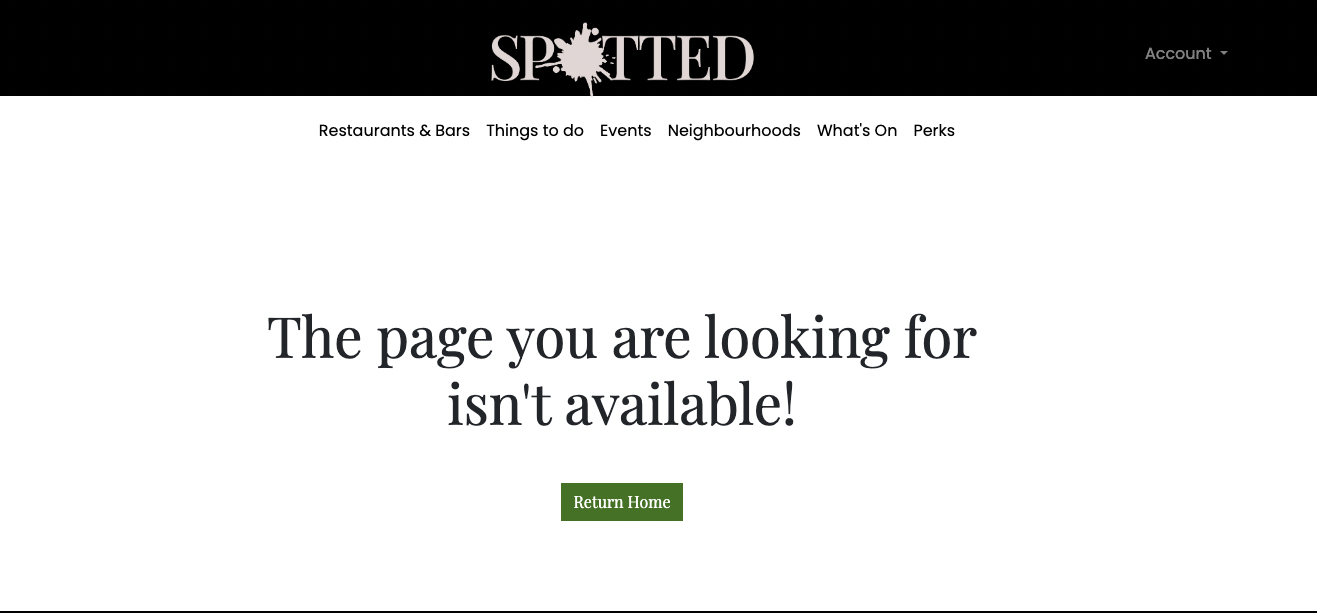 SPOTTED
Account
Restaurants & Bars Things to do Events Neighbourhoods What's On Perks
The page you are looking for
isn't available!
Return Home